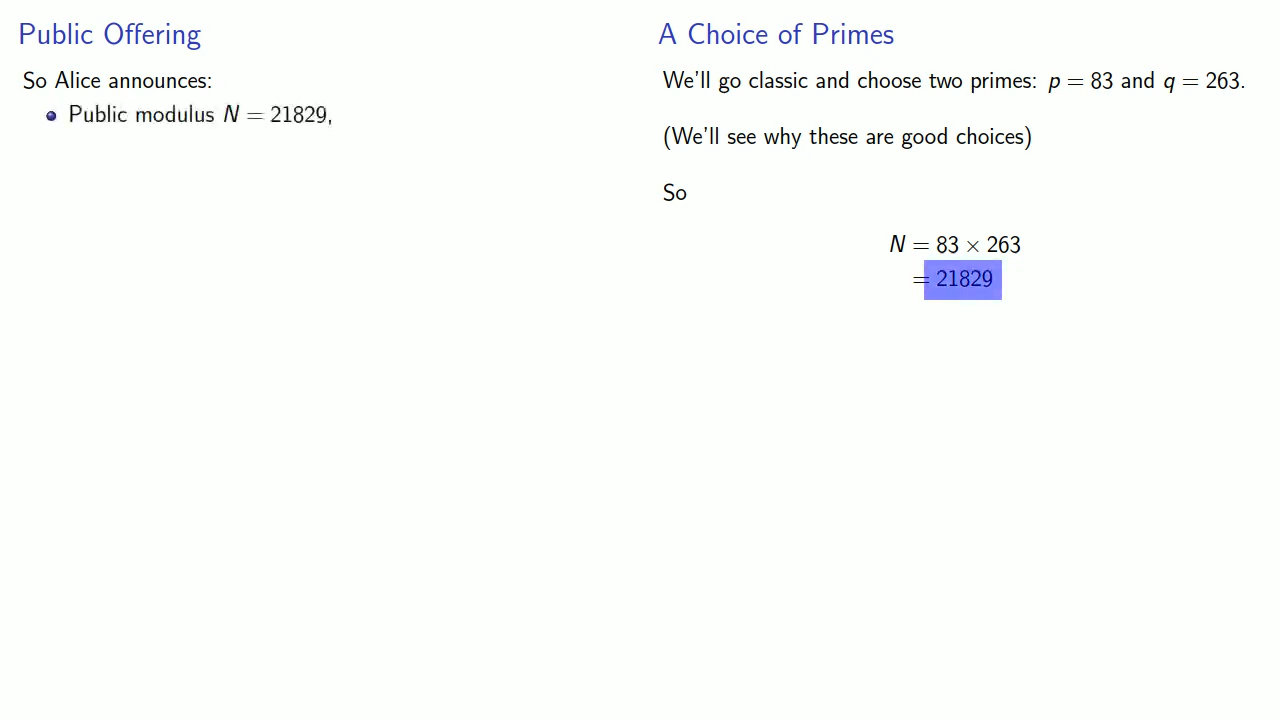 Public Offering
So Alice announces:
Public modulus N = 21829,
A Choice of Primes
We'll go classic and choose two primes: p = 83 and q = 263.
(We'll see why these are good choices)
So
N = 83 × 263
= 21829